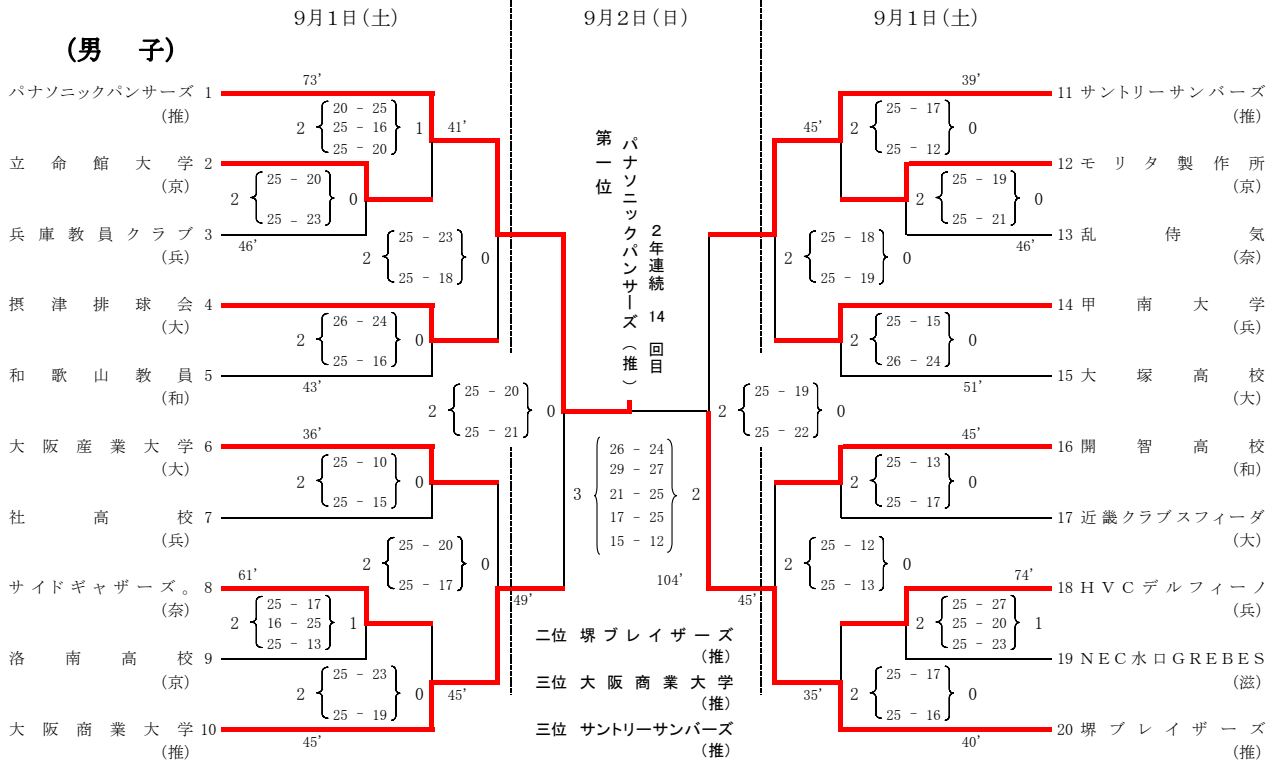 9月1日(土)
9月2日(日)
9月1日(土)
(男　子)
パナソニックパンサーズ 1
(推)
73’
20 － 25
2 25 － 16 1
25 － 20
41’
立命館大学 2
(京)
25 － 20
2 0
25 － 23
兵庫教員クラブ 3
(兵)
46’
25 － 23
2 0
25 － 18
摂津排球会 4
(大)
26 － 24
2 0
25 － 16
和歌山教員 5
(和)
43’
25 － 20
2 0
25 － 21
大阪産業大学 6
(大)
36’
25 － 10
2 0
25 － 15
社高校 7
(兵)
25 － 20
2 0
25 － 17
サイドギャザーズ。 8
(奈)
61’
25 － 17
2 16 － 25 1
25 － 13
49’
洛南高校 9
(京)
25 － 23
2 0
25 － 19
45’
大阪商業大学 10
(推)
45’
第一位
パナソニックパンサーズ（推）
2年連続 14 回目
26 － 24
29 － 27
3 21 － 25 2
17 － 25
15 － 12
104’
二位 堺ブレイザーズ
(推)
三位 大阪商業大学
(推)
三位 サントリーサンバーズ
(推)
39’
11 サントリーサンバーズ
(推)
45’
25 － 17
2 0
25 － 12
12 モリタ製作所
(京)
25 － 19
2 0
25 － 21
13 乱侍気
(奈)
46’
25 － 18
2 0
25 － 19
14 甲南大学
(兵)
25 － 15
2 0
26 － 24
15 大塚高校
(大)
51’
25 － 19
2 0
25 － 22
45’
16 開智高校
(和)
25 － 13
2 0
25 － 17
17 近畿クラブスフィーダ
(大)
25 － 12
2 0
25 － 13
45’
74’
18 HVCデルフィーノ
(兵)
25 － 27
2 25 － 20 1
25 － 23
19 NEC水口GREBES
(滋)
25 － 17
2 0
25 － 16
35’
20 堺ブレイザーズ
(推)
40’